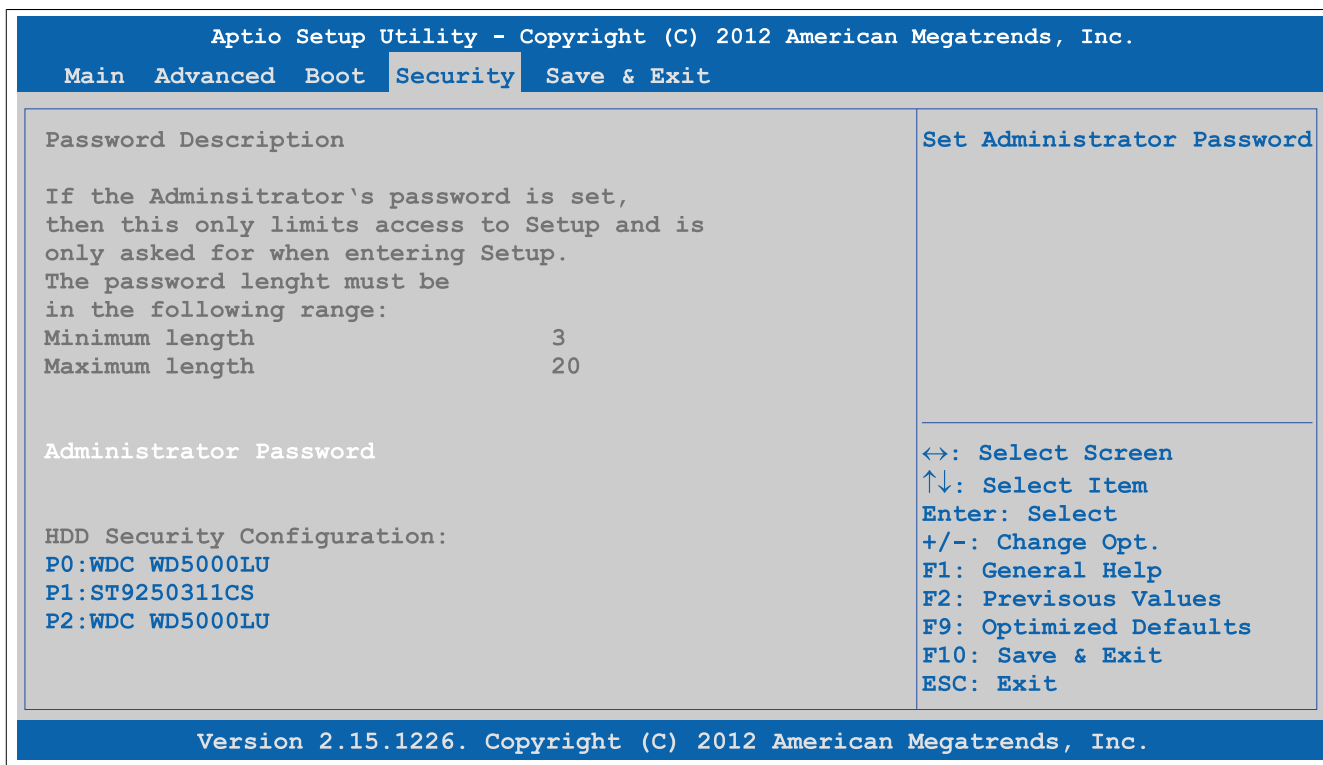 Aptio Setup Utility - Copyright (C) 2012 American Megatrends, Inc.
Main Advanced Boot Security Save & Exit
Password Description
If the Adminsitrator‘s password is set,
then this only limits access to Setup and is
only asked for when entering Setup.
The password lenght must be
in the following range:
Minimum length 3
Maximum length 20
Administrator Password
HDD Security Configuration:
P0:WDC WD5000LU
P1:ST9250311CS
P2:WDC WD5000LU
Set Administrator Password
↔: Select Screen
↑↓: Select Item
Enter: Select
+/-: Change Opt.
F1: General Help
F2: Previsous Values
F9: Optimized Defaults
F10: Save & Exit
ESC: Exit
Version 2.15.1226. Copyright (C) 2012 American Megatrends, Inc.